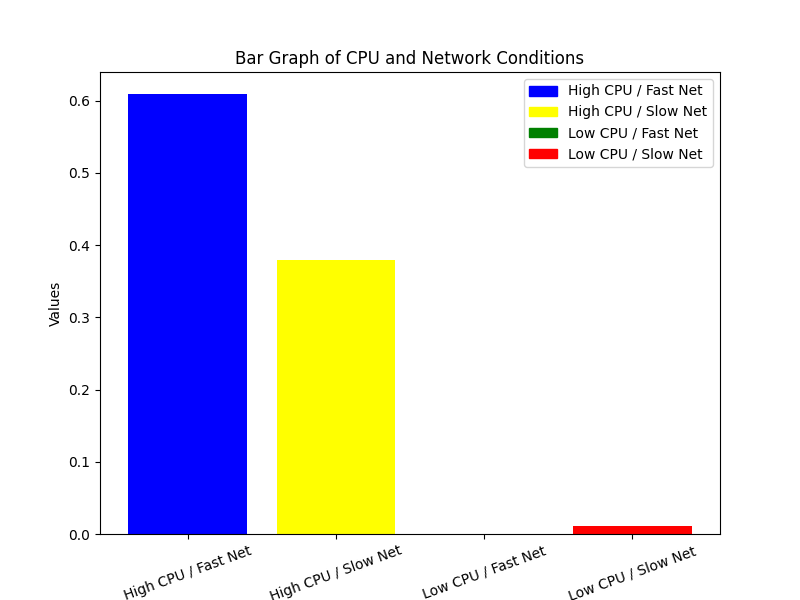 Bar Graph of CPU and Network Conditions
High CPU / Fast Net
High CPU / Slow Net
Low CPU / Fast Net
Low CPU / Slow Net
Values
0.6
0.5
0.4
0.3
0.2
0.1
0.0
High CPU / Fast Net
High CPU / Slow Net
Low CPU / Fast Net
Low CPU / Slow Net